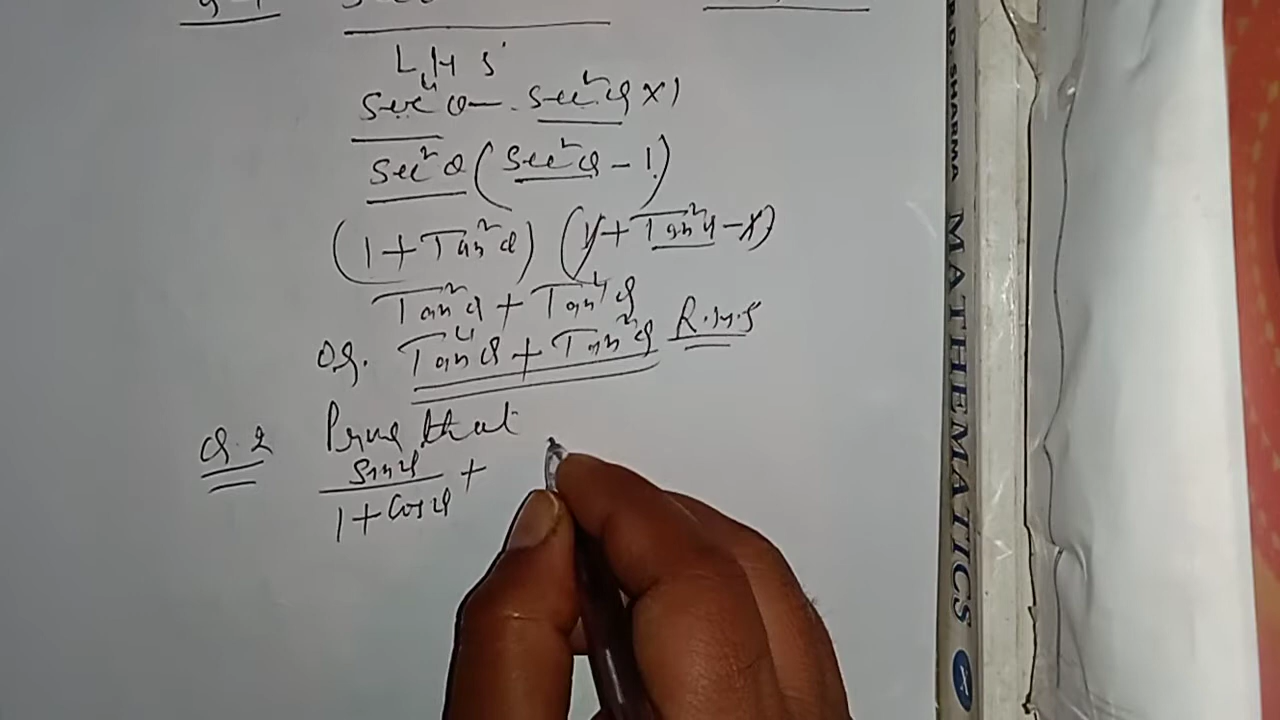 L.H.S
Sec⁴θ - Sec²θ × 1
Sec²θ (Sec²θ - 1)
(1 + Tan²θ) (1 + Tan²θ - 1)
Tan²θ + Tan⁴θ
OR. Tan⁴θ + Tan²θ R.H.S
Q.2 Prove that
Sinθ / 1 + Cosθ +
R.D. SHARMA MATHEMATICS X